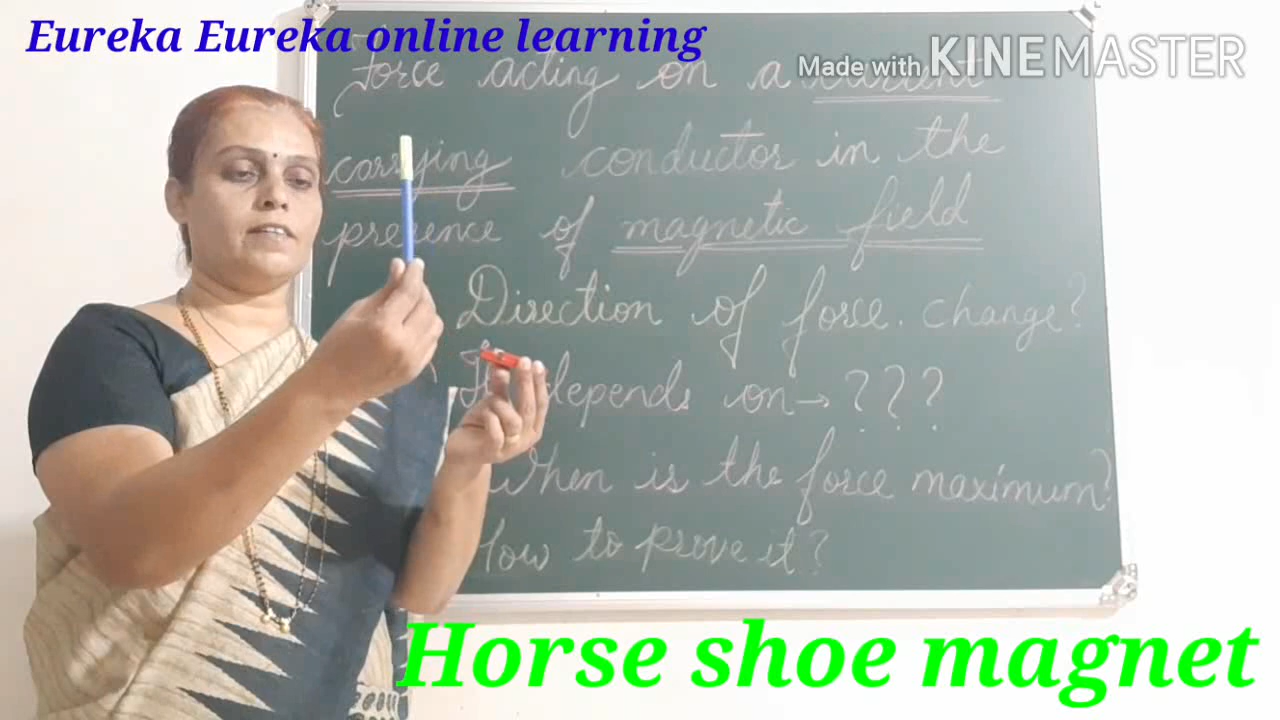 Eureka Eureka online learning
Made with KINEMASTER
Force acting on a current
carrying conductor in the
presence of magnetic field
Direction of force change?
It depends on → ???
When is the force maximum?
How to prove it?
Horse shoe magnet